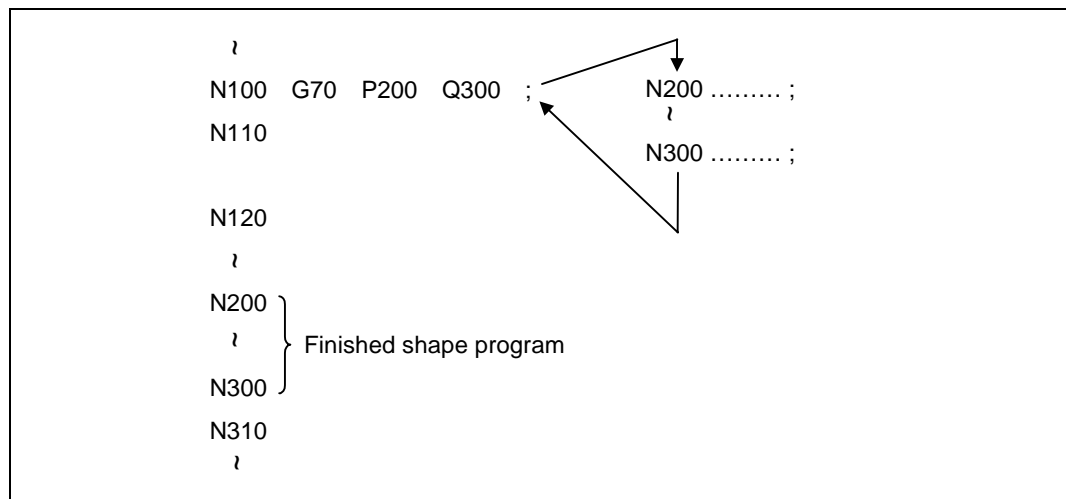 ~
N100 G70 P200 Q300 ;
N110
N120
~
N200
~
N300
N310
~
Finished shape program
N200 ......... ;
~
N300 ......... ;